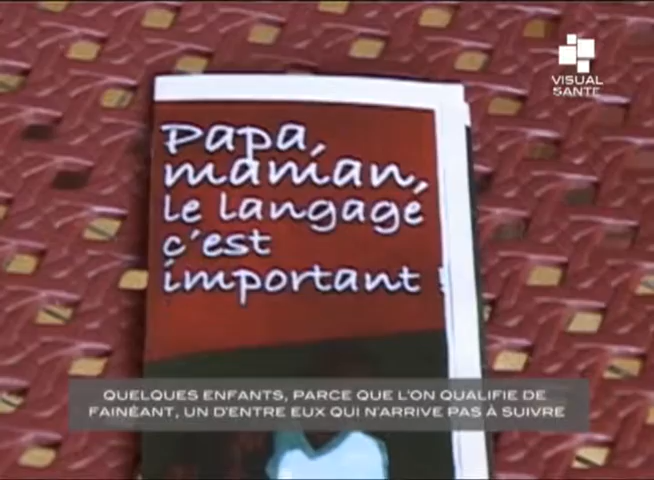 VISUAL
SANTE
Papa,
maman,
le langage
c'est
important !
QUELQUES ENFANTS, PARCE QUE L'ON QUALIFIE DE
FAINÉANT, UN D'ENTRE EUX QUI N'ARRIVE PAS À SUIVRE